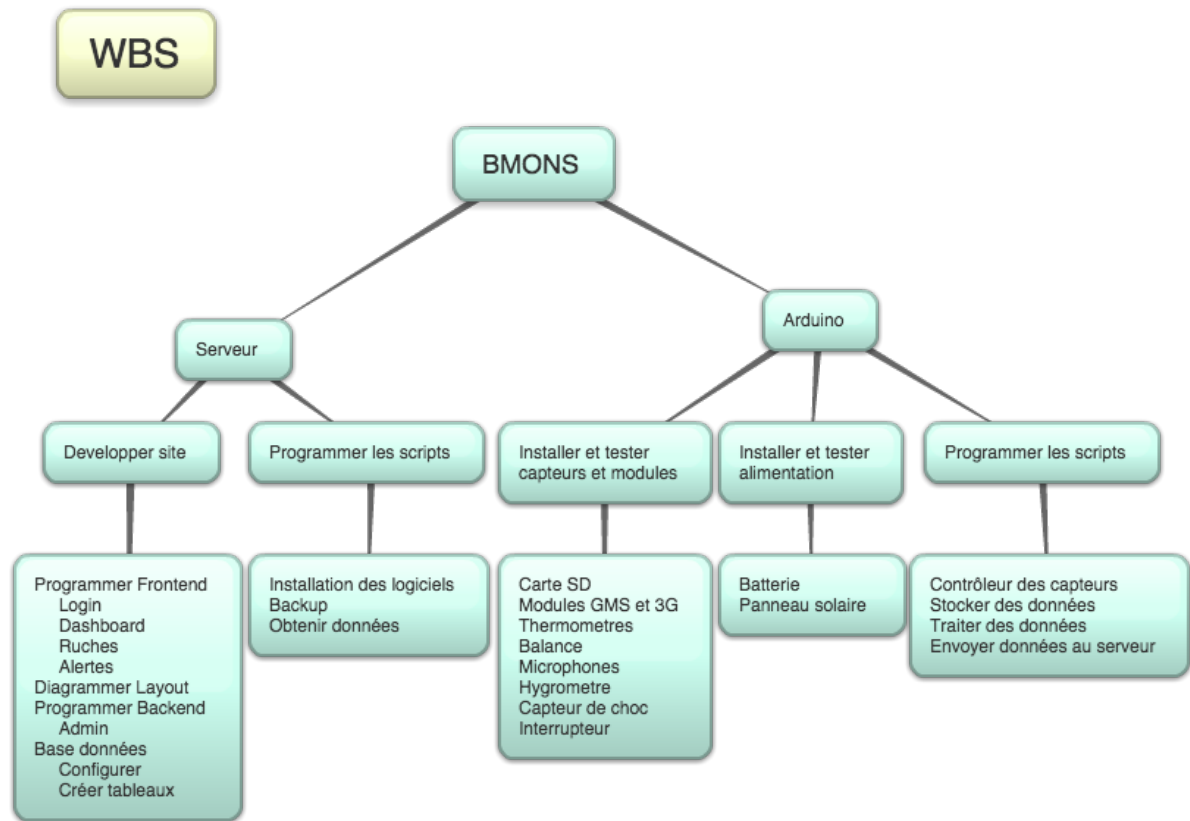 WBS
BMONS
Serveur
Arduino
Developper site
Programmer les scripts
Installer et tester
capteurs et modules
Installer et tester
alimentation
Programmer les scripts
Programmer Frontend
Login
Dashboard
Ruches
Alertes
Diagrammer Layout
Programmer Backend
Admin
Base données
Configurer
Créer tableaux
Installation des logiciels
Backup
Obtenir données
Carte SD
Modules GMS et 3G
Thermometres
Balance
Microphones
Hygrometre
Capteur de choc
Interrupteur
Batterie
Panneau solaire
Contrôleur des capteurs
Stocker des données
Traiter des données
Envoyer données au serveur